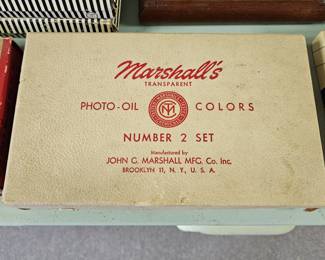 Marshall's
TRANSPARENT
PHOTO-OIL COLORS
NUMBER 2 SET
Manufactured by
JOHN G. MARSHALL MFG. Co. Inc.
BROOKLYN 11, N. Y., U. S. A.